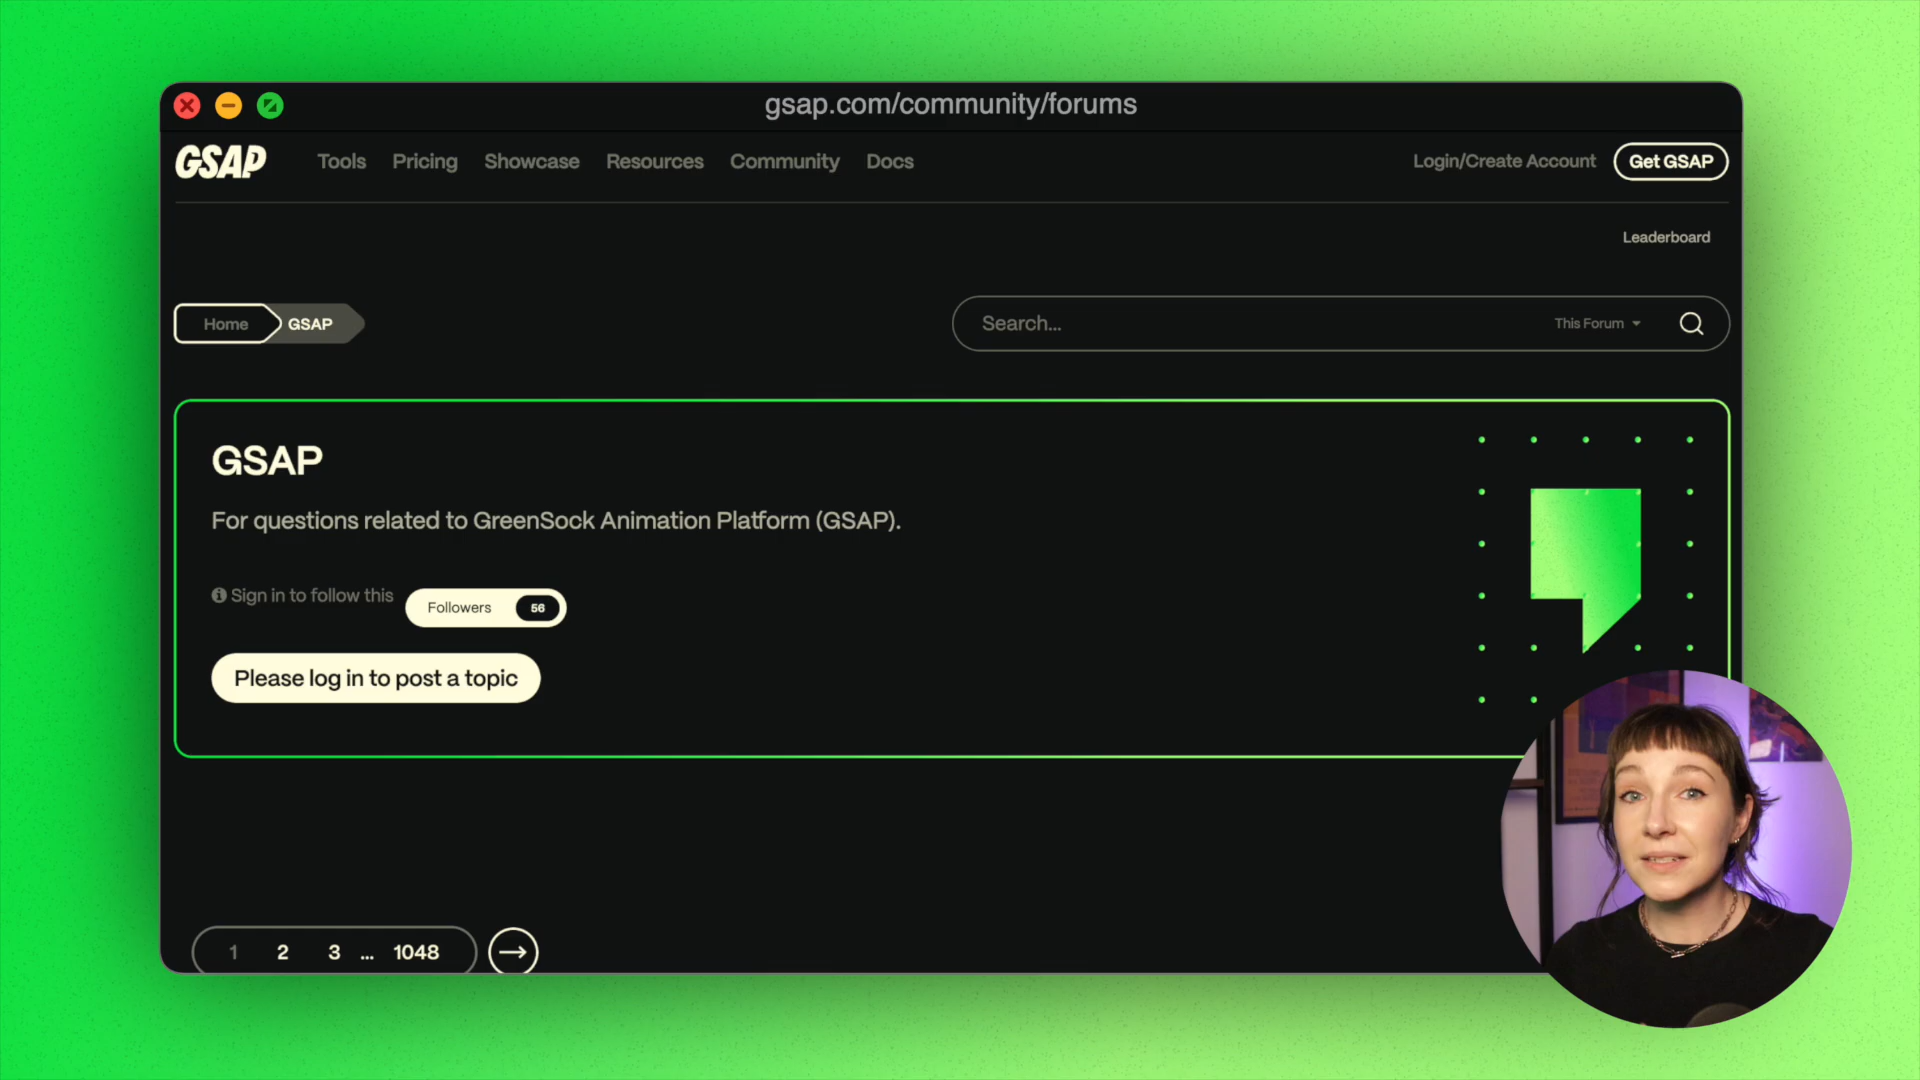 gsap.com/community/forums
GSAP Tools Pricing Showcase Resources Community Docs Login/Create Account Get GSAP
Leaderboard
Home GSAP Search... This Forum
GSAP
For questions related to GreenSock Animation Platform (GSAP).
Sign in to follow this Followers 56
Please log in to post a topic
1 2 3 ... 1048